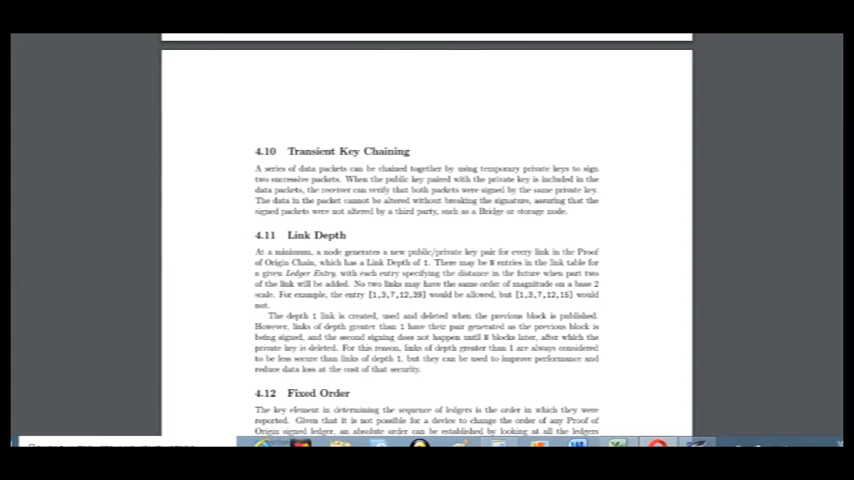 4.10 Transient Key Chaining
A series of data packets can be chained together by using temporary private keys to sign
two successive packets. When the public key paired with the private key is included in the
data packets, the receiver can verify that both packets were signed by the same private key.
The data in the packet cannot be altered without breaking the signature, assuring that the
signed packets were not altered by a third party, such as a Bridge or storage node.
4.11 Link Depth
At a minimum, a node generates a new public/private key pair for every link in the Proof
of Origin Chain, which has a Link Depth of 1. There may be N entries in the link table for
a given Ledger Entry, with each entry specifying the distance in the future when part two
of the link will be added. No two links may have the same order of magnitude on a base 2
scale. For example, the entry [1,3,7,12,39] would be allowed, but [1,3,7,12,15] would
not.
The depth 1 link is created, used and deleted when the previous block is published.
However, links of depth greater than 1 have their pair generated as the previous block is
being signed, and the second signing does not happen until N blocks later, after which the
private key is deleted. For this reason, links of depth greater than 1 are always considered
to be less secure than links of depth 1, but they can be used to improve performance and
reduce data loss at the cost of that security.
4.12 Fixed Order
The key element in determining the sequence of ledgers is the order in which they were
reported. Given that it is not possible for a device to change the order of any Proof of
Origin signed ledger, an absolute order can be established by looking at all the ledgers